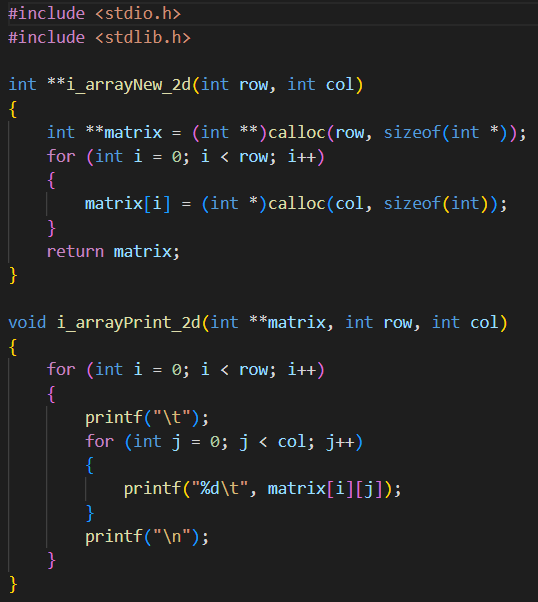 #include <stdio.h>
#include <stdlib.h>

int **i_arrayNew_2d(int row, int col)
{
    int **matrix = (int **)calloc(row, sizeof(int *));
    for (int i = 0; i < row; i++)
    {
        matrix[i] = (int *)calloc(col, sizeof(int));
    }
    return matrix;
}

void i_arrayPrint_2d(int **matrix, int row, int col)
{
    for (int i = 0; i < row; i++)
    {
        printf("\t");
        for (int j = 0; j < col; j++)
        {
            printf("%d\t", matrix[i][j]);
        }
        printf("\n");
    }
}